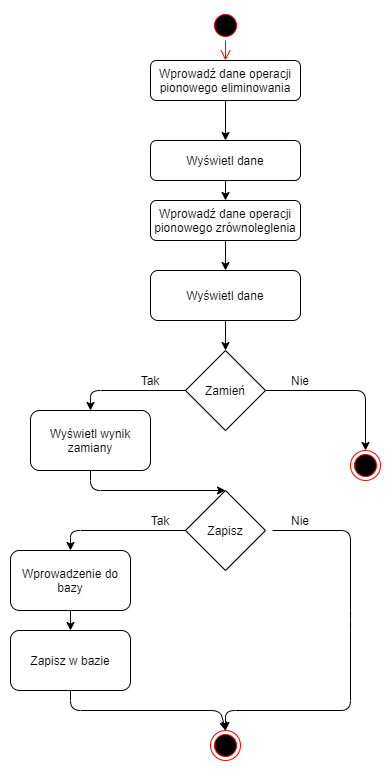 Wprowadź dane operacji
pionowego eliminowania
Wyświetl dane
Wprowadź dane operacji
pionowego zrównoleglenia
Wyświetl dane
Tak
Zamień
Nie
Wyświetl wynik
zamiany
Tak
Zapisz
Nie
Wprowadzenie do
bazy
Zapisz w bazie